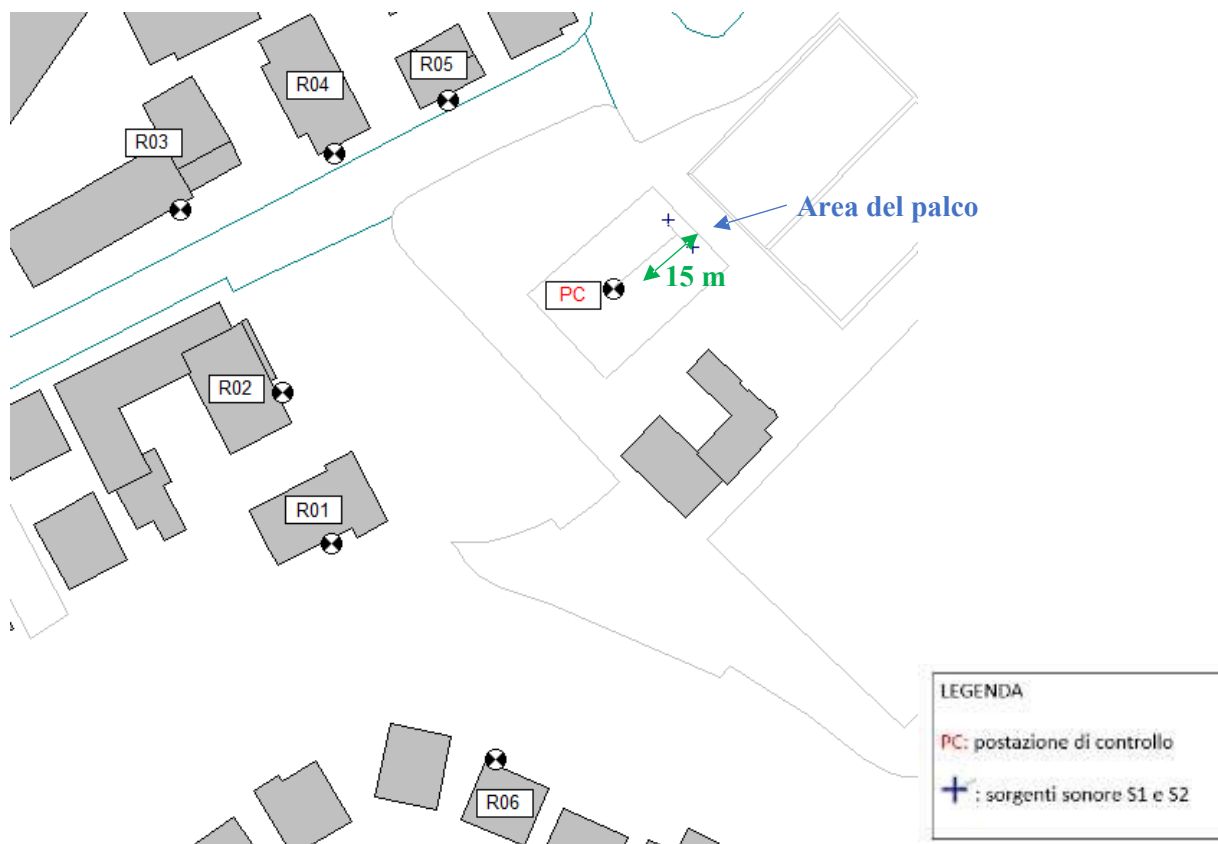 R05
R04
R03
Area del palco
15 m
PC
R02
R01
R06
LEGENDA
PC: postazione di controllo
+ : sorgenti sonore S1 e S2